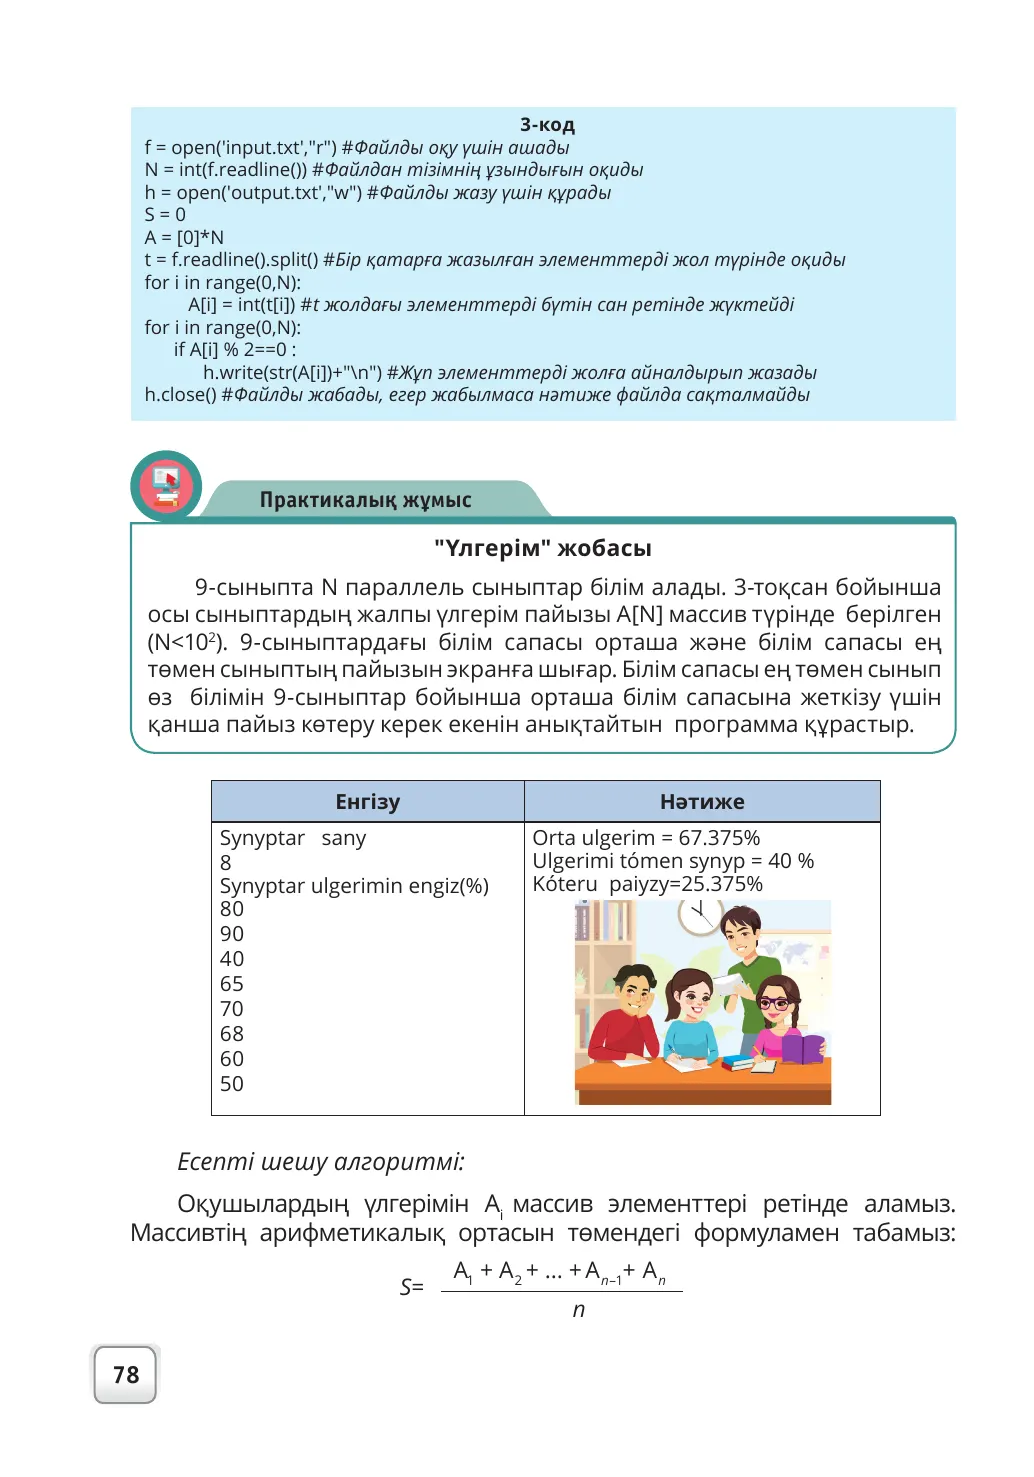 3-код
f = open('input.txt',"r") #Файлды оқу үшін ашады
N = int(f.readline()) #Файлдан тізімнің ұзындығын оқиды
h = open('output.txt',"w") #Файлды жазу үшін құрады
S = 0
A = [0]*N
t = f.readline().split() #Бір қатарға жазылған элементтерді жол түрінде оқиды
for i in range(0,N):
A[i] = int(t[i]) #t жолдағы элементтерді бүтін сан ретінде жүктейді
for i in range(0,N):
if A[i] % 2==0 :
h.write(str(A[i])+"\n") #Жұп элементтерді жолға айналдырып жазады
h.close() #Файлды жабады, егер жабылмаса нәтиже файлда сақталмайды
Практикалық жұмыс
"Үлгерім" жобасы
9-сыныпта N параллель сыныптар білім алады. 3-тоқсан бойынша
осы сыныптардың жалпы үлгерім пайызы A[N] массив түрінде берілген
(N<10²). 9-сыныптардағы білім сапасы орташа және білім сапасы ең
төмен сыныптың пайызын экранға шығар. Білім сапасы ең төмен сынып
өз білімін 9-сыныптар бойынша орташа білім сапасына жеткізу үшін
қанша пайыз көтеру керек екенін анықтайтын программа құрастыр.
Енгізу
Synyptar sany
8
Synyptar ulgerimin engiz(%)
80
90
40
65
70
68
60
50
Нәтиже
Orta ulgerim = 67.375%
Ulgerimi tómen synyp = 40 %
Kóteru paiyzy=25.375%
Есепті шешу алгоритмі:
Оқушылардың үлгерімін Aᵢ массив элементтері ретінде аламыз.
Массивтің арифметикалық ортасын төмендегі формуламен табамыз:
A₁ + A₂ + ... + Aₙ₋₁+ Aₙ
S=
n
78